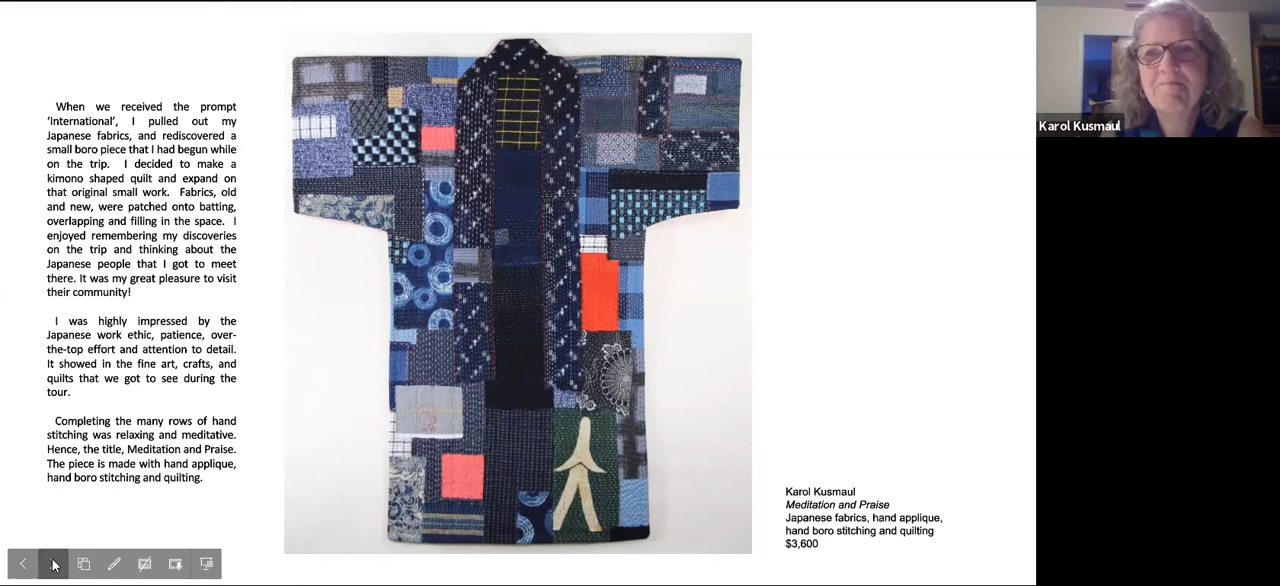 When we received the prompt
‘International’, I pulled out my
Japanese fabrics, and rediscovered a
small boro piece that I had begun while
on the trip. I decided to make a
kimono shaped quilt and expand on
that original small work. Fabrics, old
and new, were patched onto batting,
overlapping and filling in the space. I
enjoyed remembering my discoveries
on the trip and thinking about the
Japanese people that I got to meet
there. It was my great pleasure to visit
their community!
I was highly impressed by the
Japanese work ethic, patience, over-
the-top effort and attention to detail.
It showed in the fine art, crafts, and
quilts that we got to see during the
tour.
Completing the many rows of hand
stitching was relaxing and meditative.
Hence, the title, Meditation and Praise.
The piece is made with hand applique,
hand boro stitching and quilting.
Karol Kusmaul
Meditation and Praise
Japanese fabrics, hand applique,
hand boro stitching and quilting
$3,600
Karol Kusmaul